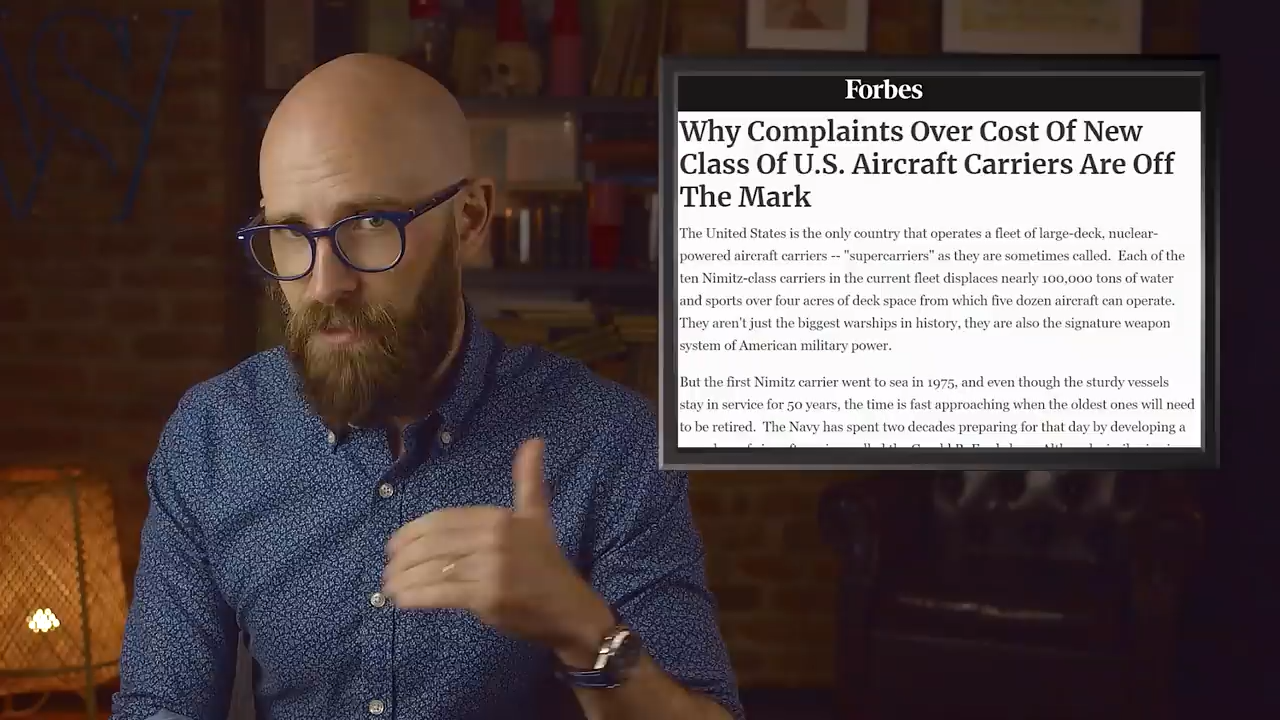 Forbes
Why Complaints Over Cost Of New
Class Of U.S. Aircraft Carriers Are Off
The Mark
The United States is the only country that operates a fleet of large-deck, nuclear-
powered aircraft carriers -- "supercarriers" as they are sometimes called. Each of the
ten Nimitz-class carriers in the current fleet displaces nearly 100,000 tons of water
and sports over four acres of deck space from which five dozen aircraft can operate.
They aren't just the biggest warships in history, they are also the signature weapon
system of American military power.
But the first Nimitz carrier went to sea in 1975, and even though the sturdy vessels
stay in service for 50 years, the time is fast approaching when the oldest ones will need
to be retired. The Navy has spent two decades preparing for that day by developing a